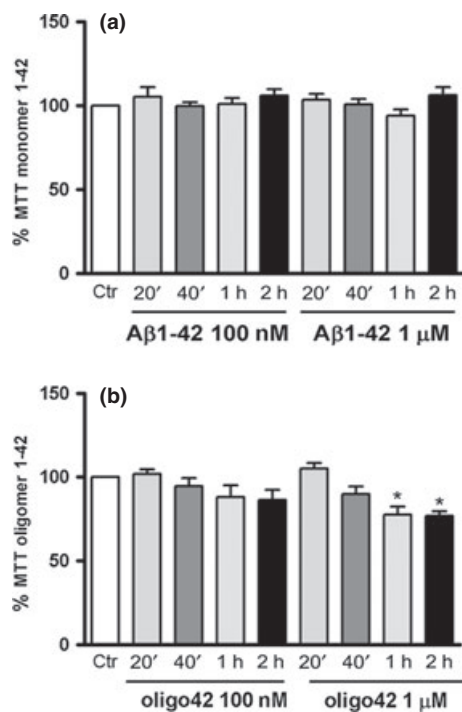 (a)
% MTT monomer 1-42
150
100
50
0
Ctr 20′ 40′ 1 h 2 h 20′ 40′ 1 h 2 h
Aβ1-42 100 nM Aβ1-42 1 μM
(b)
% MTT oligomer 1-42
150
100
50
0
* *
Ctr 20′ 40′ 1 h 2 h 20′ 40′ 1 h 2 h
oligo42 100 nM oligo42 1 μM